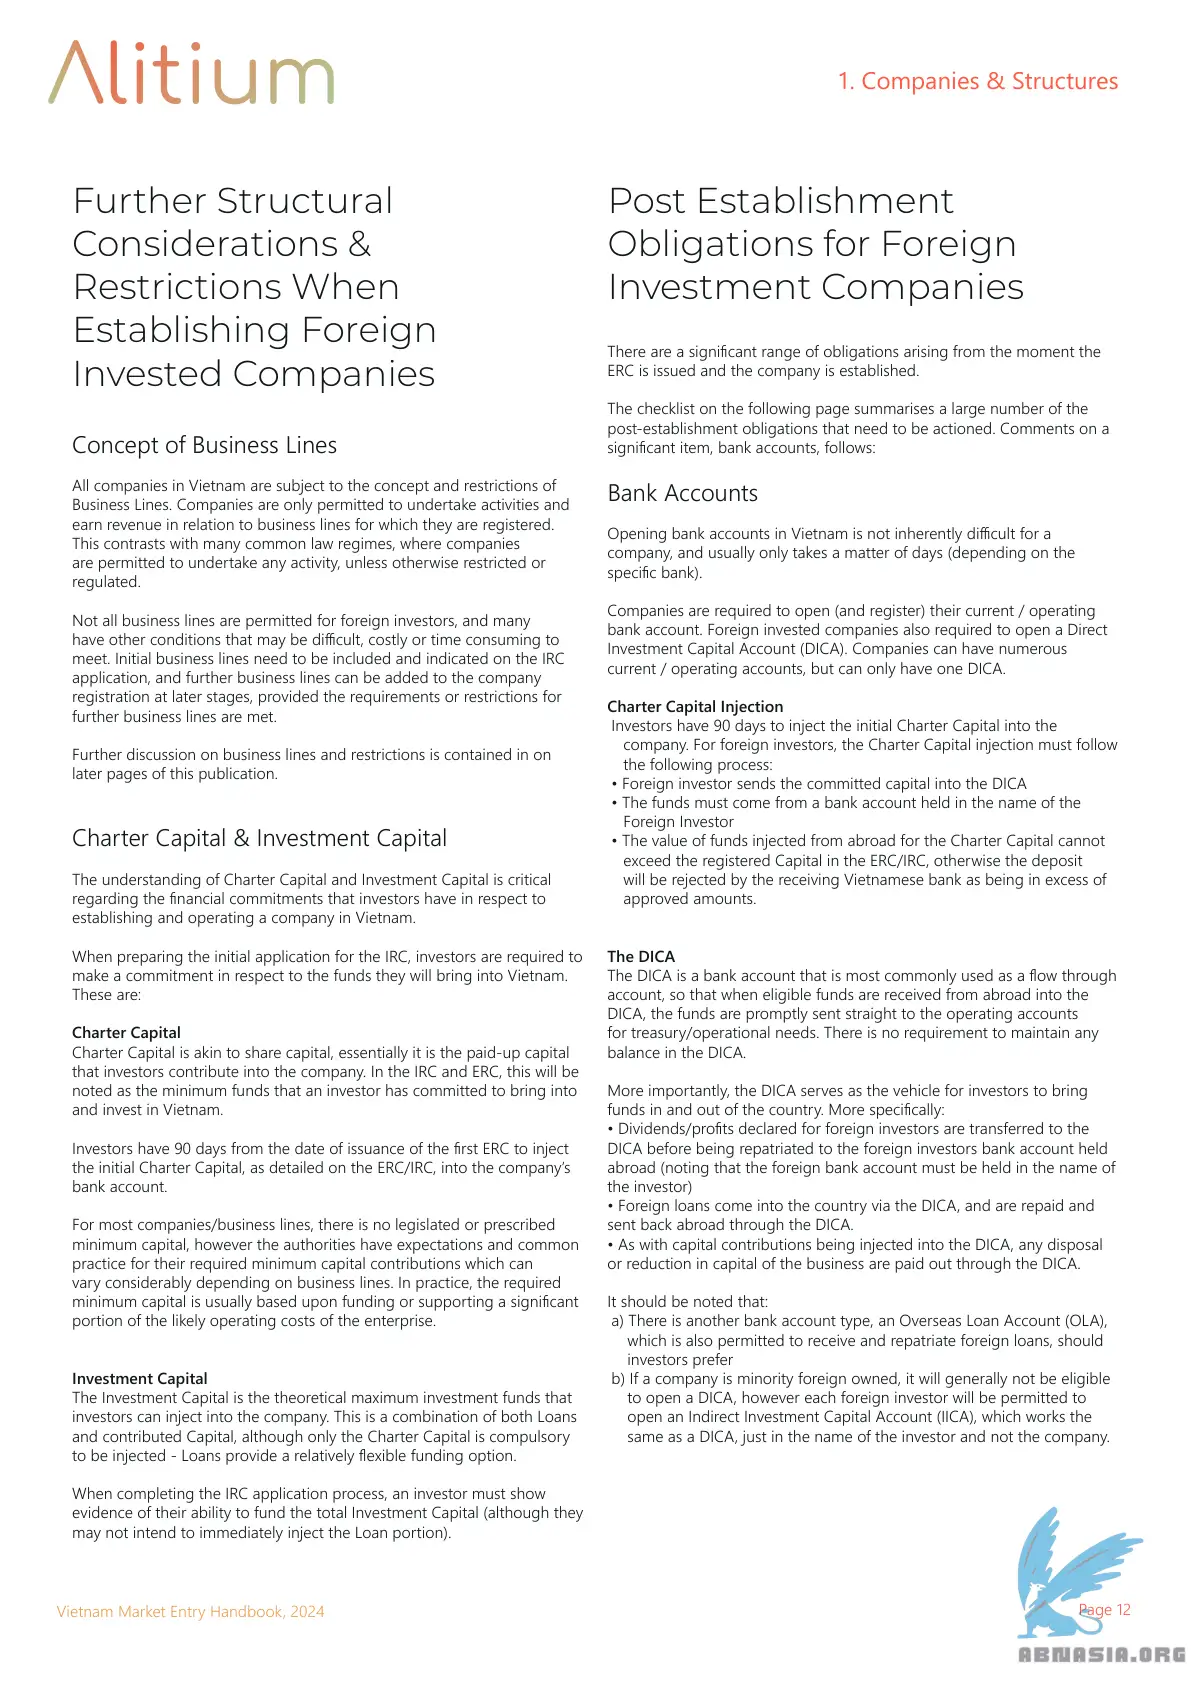 Alitium
1. Companies & Structures
Further Structural
Considerations &
Restrictions When
Establishing Foreign
Invested Companies
Concept of Business Lines
All companies in Vietnam are subject to the concept and restrictions of
Business Lines. Companies are only permitted to undertake activities and
earn revenue in relation to business lines for which they are registered.
This contrasts with many common law regimes, where companies
are permitted to undertake any activity, unless otherwise restricted or
regulated.
Not all business lines are permitted for foreign investors, and many
have other conditions that may be difficult, costly or time consuming to
meet. Initial business lines need to be included and indicated on the IRC
application, and further business lines can be added to the company
registration at later stages, provided the requirements or restrictions for
further business lines are met.
Further discussion on business lines and restrictions is contained in on
later pages of this publication.
Charter Capital & Investment Capital
The understanding of Charter Capital and Investment Capital is critical
regarding the financial commitments that investors have in respect to
establishing and operating a company in Vietnam.
When preparing the initial application for the IRC, investors are required to
make a commitment in respect to the funds they will bring into Vietnam.
These are:
Charter Capital
Charter Capital is akin to share capital, essentially it is the paid-up capital
that investors contribute into the company. In the IRC and ERC, this will be
noted as the minimum funds that an investor has committed to bring into
and invest in Vietnam.
Investors have 90 days from the date of issuance of the first ERC to inject
the initial Charter Capital, as detailed on the ERC/IRC, into the company's
bank account.
For most companies/business lines, there is no legislated or prescribed
minimum capital, however the authorities have expectations and common
practice for their required minimum capital contributions which can
vary considerably depending on business lines. In practice, the required
minimum capital is usually based upon funding or supporting a significant
portion of the likely operating costs of the enterprise.
Investment Capital
The Investment Capital is the theoretical maximum investment funds that
investors can inject into the company. This is a combination of both Loans
and contributed Capital, although only the Charter Capital is compulsory
to be injected - Loans provide a relatively flexible funding option.
When completing the IRC application process, an investor must show
evidence of their ability to fund the total Investment Capital (although they
may not intend to immediately inject the Loan portion).
Post Establishment
Obligations for Foreign
Investment Companies
There are a significant range of obligations arising from the moment the
ERC is issued and the company is established.
The checklist on the following page summarises a large number of the
post-establishment obligations that need to be actioned. Comments on a
significant item, bank accounts, follows:
Bank Accounts
Opening bank accounts in Vietnam is not inherently difficult for a
company, and usually only takes a matter of days (depending on the
specific bank).
Companies are required to open (and register) their current / operating
bank account. Foreign invested companies also required to open a Direct
Investment Capital Account (DICA). Companies can have numerous
current / operating accounts, but can only have one DICA.
Charter Capital Injection
Investors have 90 days to inject the initial Charter Capital into the
company. For foreign investors, the Charter Capital injection must follow
the following process:
• Foreign investor sends the committed capital into the DICA
• The funds must come from a bank account held in the name of the
Foreign Investor
• The value of funds injected from abroad for the Charter Capital cannot
exceed the registered Capital in the ERC/IRC, otherwise the deposit
will be rejected by the receiving Vietnamese bank as being in excess of
approved amounts.
The DICA
The DICA is a bank account that is most commonly used as a flow through
account, so that when eligible funds are received from abroad into the
DICA, the funds are promptly sent straight to the operating accounts
for treasury/operational needs. There is no requirement to maintain any
balance in the DICA.
More importantly, the DICA serves as the vehicle for investors to bring
funds in and out of the country. More specifically:
• Dividends/profits declared for foreign investors are transferred to the
DICA before being repatriated to the foreign investors bank account held
abroad (noting that the foreign bank account must be held in the name of
the investor)
• Foreign loans come into the country via the DICA, and are repaid and
sent back abroad through the DICA.
• As with capital contributions being injected into the DICA, any disposal
or reduction in capital of the business are paid out through the DICA.
It should be noted that:
a) There is another bank account type, an Overseas Loan Account (OLA),
which is also permitted to receive and repatriate foreign loans, should
investors prefer
b) If a company is minority foreign owned, it will generally not be eligible
to open a DICA, however each foreign investor will be permitted to
open an Indirect Investment Capital Account (IICA), which works the
same as a DICA, just in the name of the investor and not the company.
Vietnam Market Entry Handbook, 2024
Page 12
ABNASIA.ORG